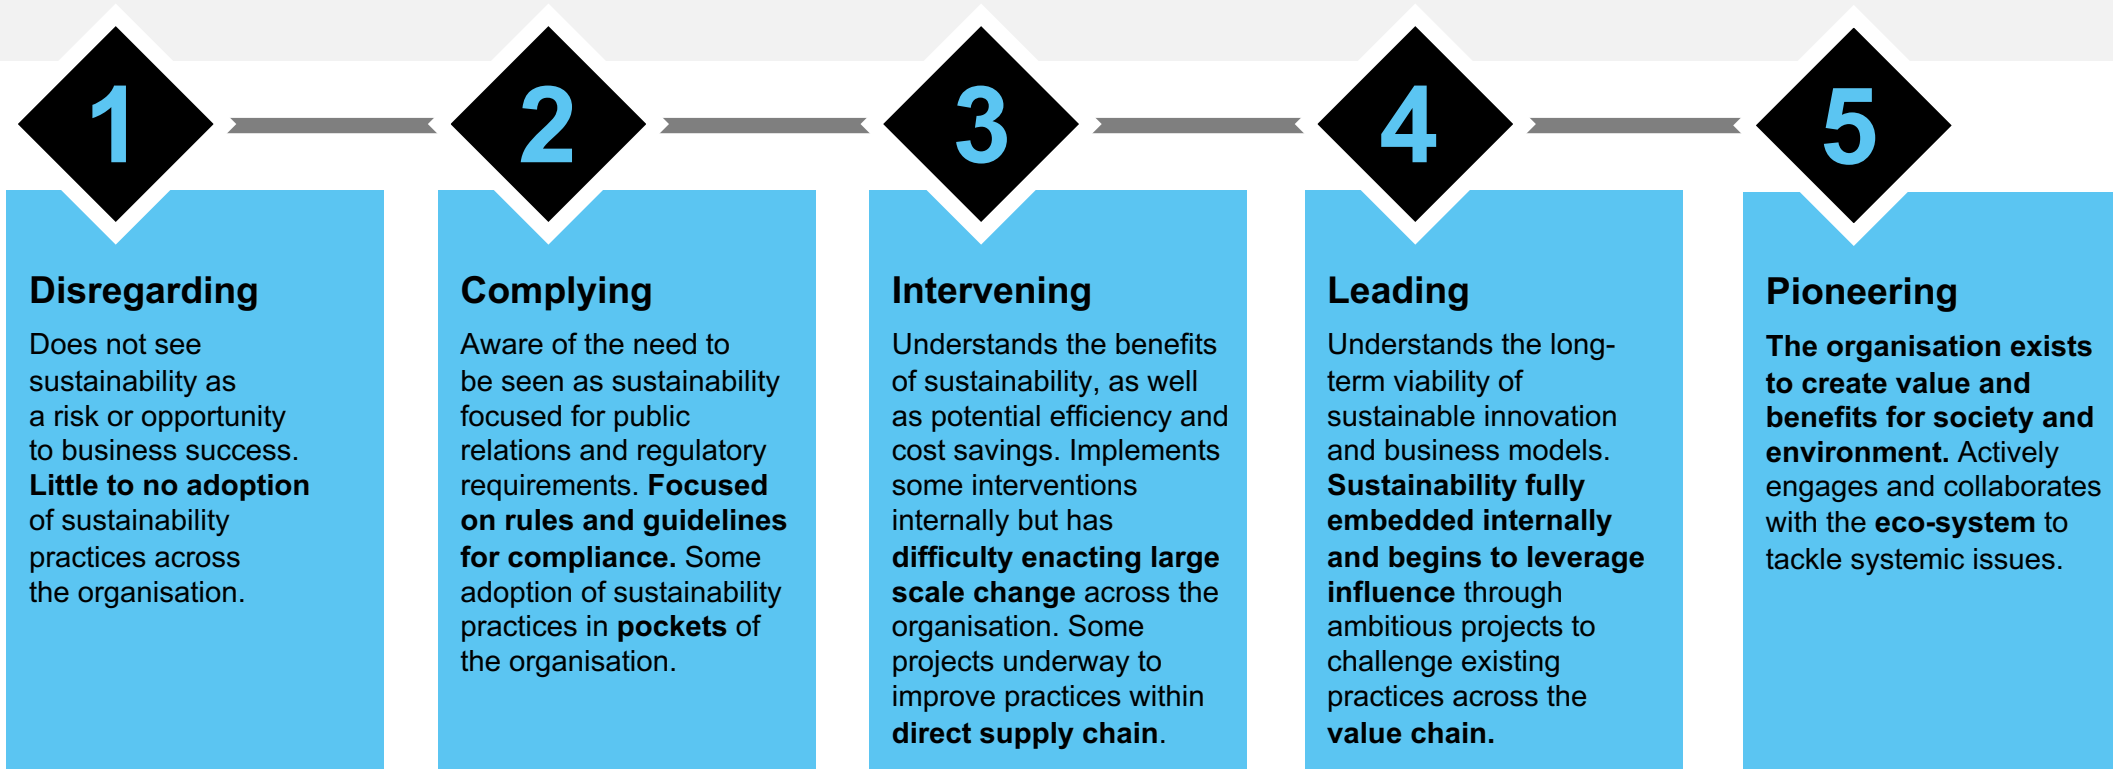 1
2
3
4
5
Disregarding
Does not see
sustainability as
a risk or opportunity
to business success.
Little to no adoption
of sustainability
practices across
the organisation.
Complying
Aware of the need to
be seen as sustainability
focused for public
relations and regulatory
requirements. Focused
on rules and guidelines
for compliance. Some
adoption of sustainability
practices in pockets of
the organisation.
Intervening
Understands the benefits
of sustainability, as well
as potential efficiency and
cost savings. Implements
some interventions
internally but has
difficulty enacting large
scale change across the
organisation. Some
projects underway to
improve practices within
direct supply chain.
Leading
Understands the long-
term viability of
sustainable innovation
and business models.
Sustainability fully
embedded internally
and begins to leverage
influence through
ambitious projects to
challenge existing
practices across the
value chain.
Pioneering
The organisation exists
to create value and
benefits for society and
environment. Actively
engages and collaborates
with the eco-system to
tackle systemic issues.